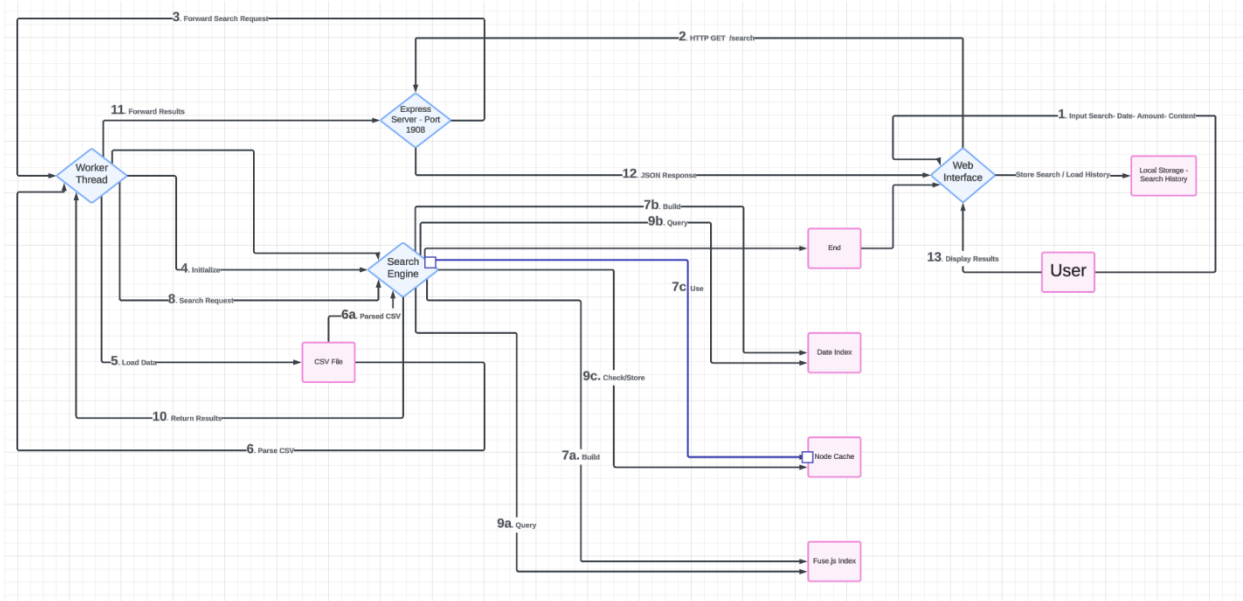 3. Forward Search Request
2. HTTP GET /search
11. Forward Results
Express
Server - Port
1908
1. Input Search- Date- Amount- Content
Worker
Thread
12. JSON Response
Web
Interface
Store Search / Load History
Local Storage -
Search History
7b. Build
9b. Query
End
13. Display Results
User
4. Initialize
Search
Engine
7c. Use
8. Search Request
6a. Parsed CSV
5. Load Data
CSV File
Date Index
9c. Check/Store
10. Return Results
6. Parse CSV
7a. Build
Node Cache
9a. Query
Fuse.js Index